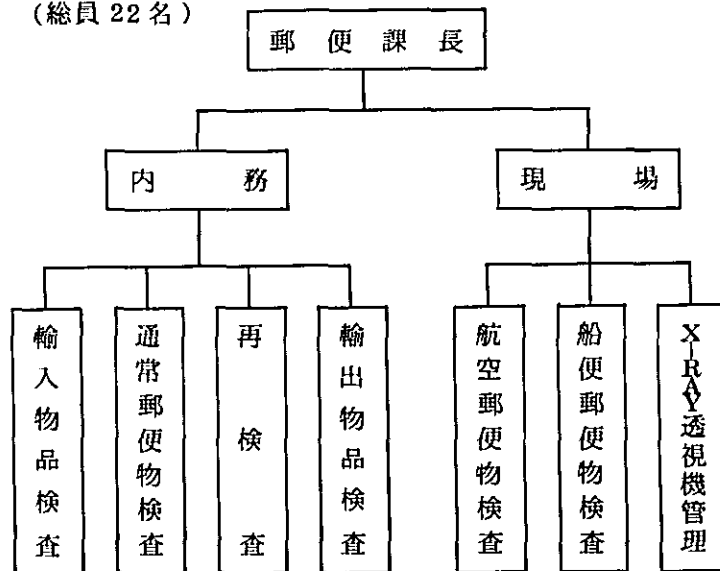 (総員22名)
郵便課長
内務
現場
輸入物品検査
通常郵便物検査
再検査
輸出物品検査
航空郵便物検査
船便郵便物検査
X-RAY透視機管理